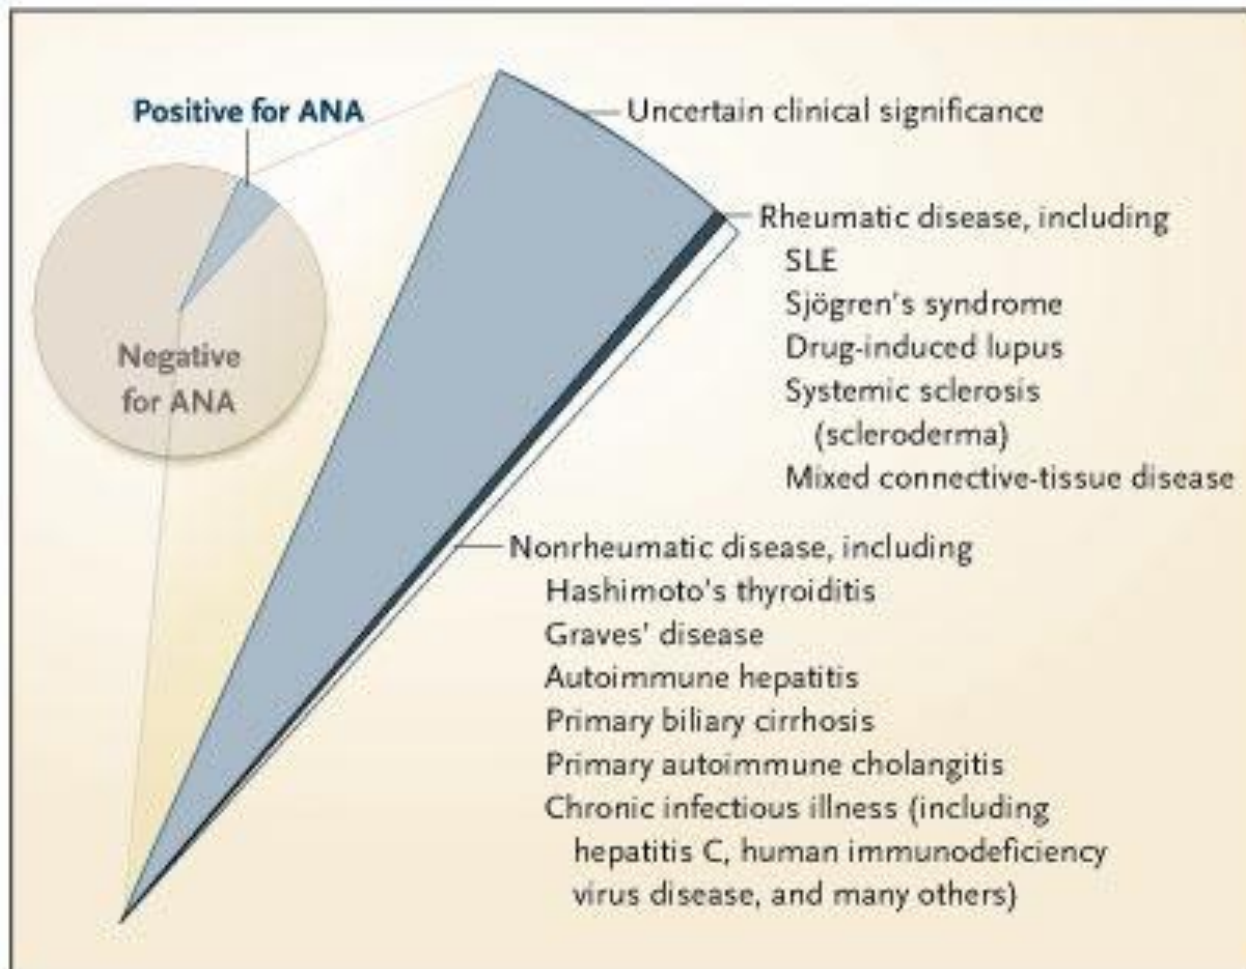 Positive for ANA
Negative
for ANA
Uncertain clinical significance
Rheumatic disease, including
SLE
Sjögren's syndrome
Drug-induced lupus
Systemic sclerosis
(scleroderma)
Mixed connective-tissue disease
Nonrheumatic disease, including
Hashimoto's thyroiditis
Graves' disease
Autoimmune hepatitis
Primary biliary cirrhosis
Primary autoimmune cholangitis
Chronic infectious illness (including
hepatitis C, human immunodeficiency
virus disease, and many others)